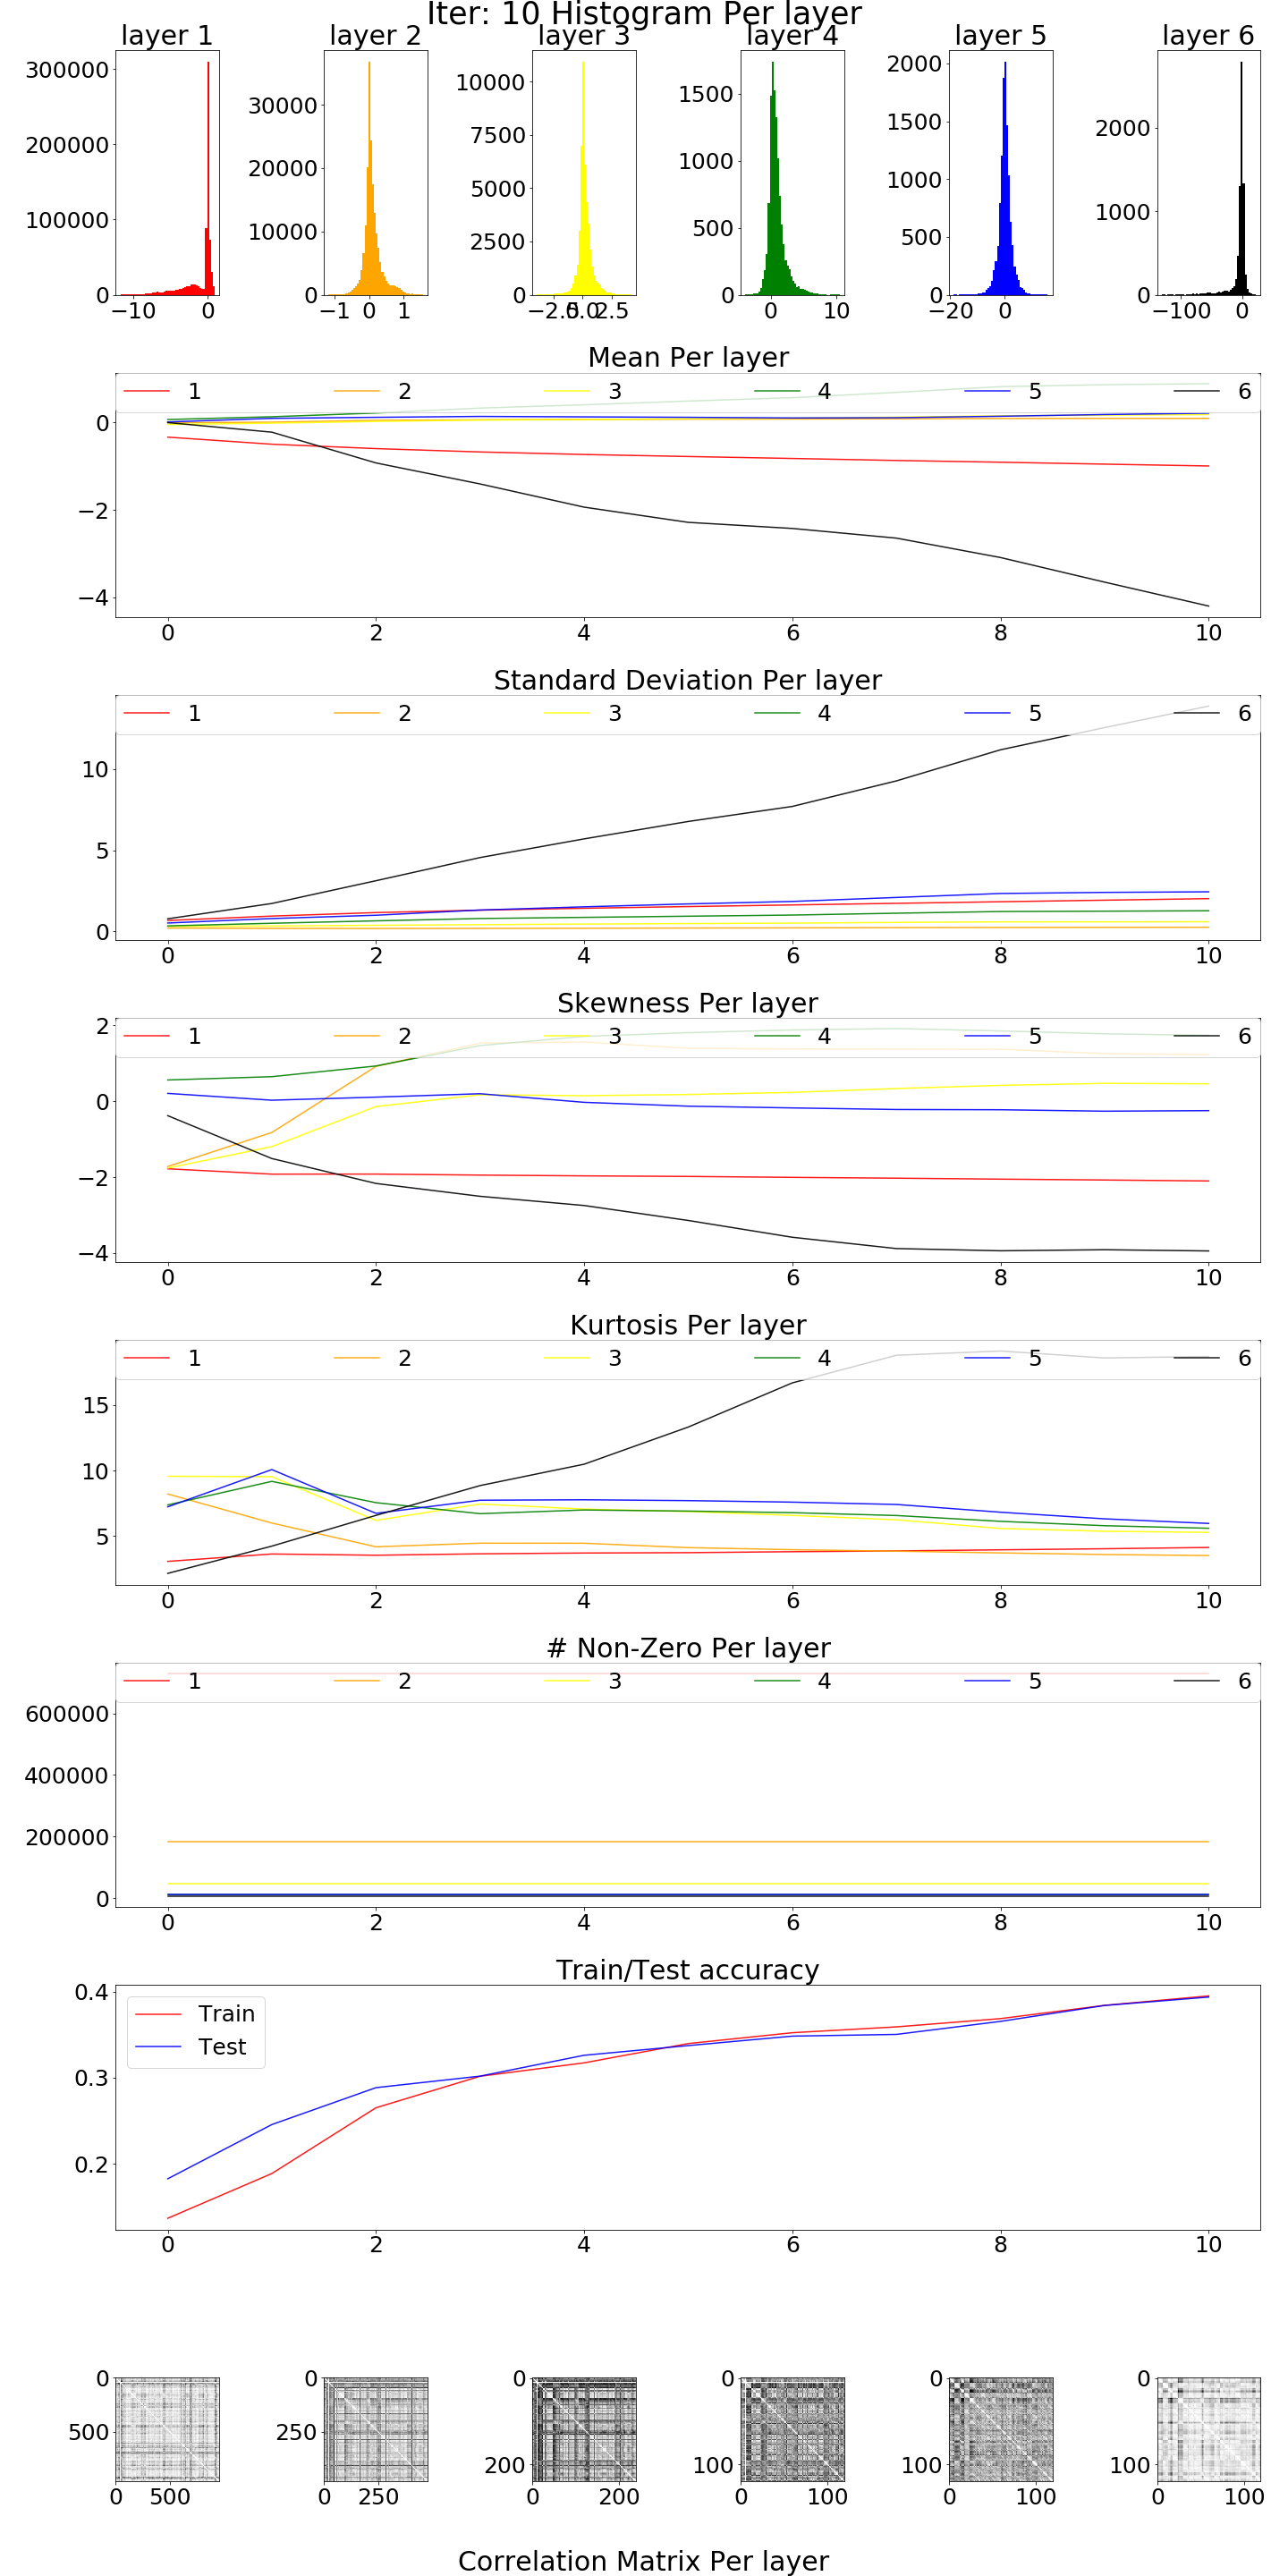 Iter: 10 Histogram Per layer
layer 1 layer 2 layer 3 layer 4 layer 5 layer 6
300000
200000
100000
0
−10 0
30000
20000
10000
0
−1 0 1
10000
7500
5000
2500
0
−2.5 0.0 2.5
1500
1000
500
0
0 10
2000
1500
1000
500
0
−20 0
2000
1000
0
−100 0
Mean Per layer
1 2 3 4 5 6
0
−2
−4
0 2 4 6 8 10
Standard Deviation Per layer
1 2 3 4 5 6
10
5
0
0 2 4 6 8 10
Skewness Per layer
1 2 3 4 5 6
2
0
−2
−4
0 2 4 6 8 10
Kurtosis Per layer
1 2 3 4 5 6
15
10
5
0 2 4 6 8 10
# Non-Zero Per layer
1 2 3 4 5 6
600000
400000
200000
0
0 2 4 6 8 10
Train/Test accuracy
Train
Test
0.4
0.3
0.2
0 2 4 6 8 10
0
500
0 500
0
250
0 250
0
200
0 200
0
100
0 100
0
100
0 100
0
100
0 100
Correlation Matrix Per layer